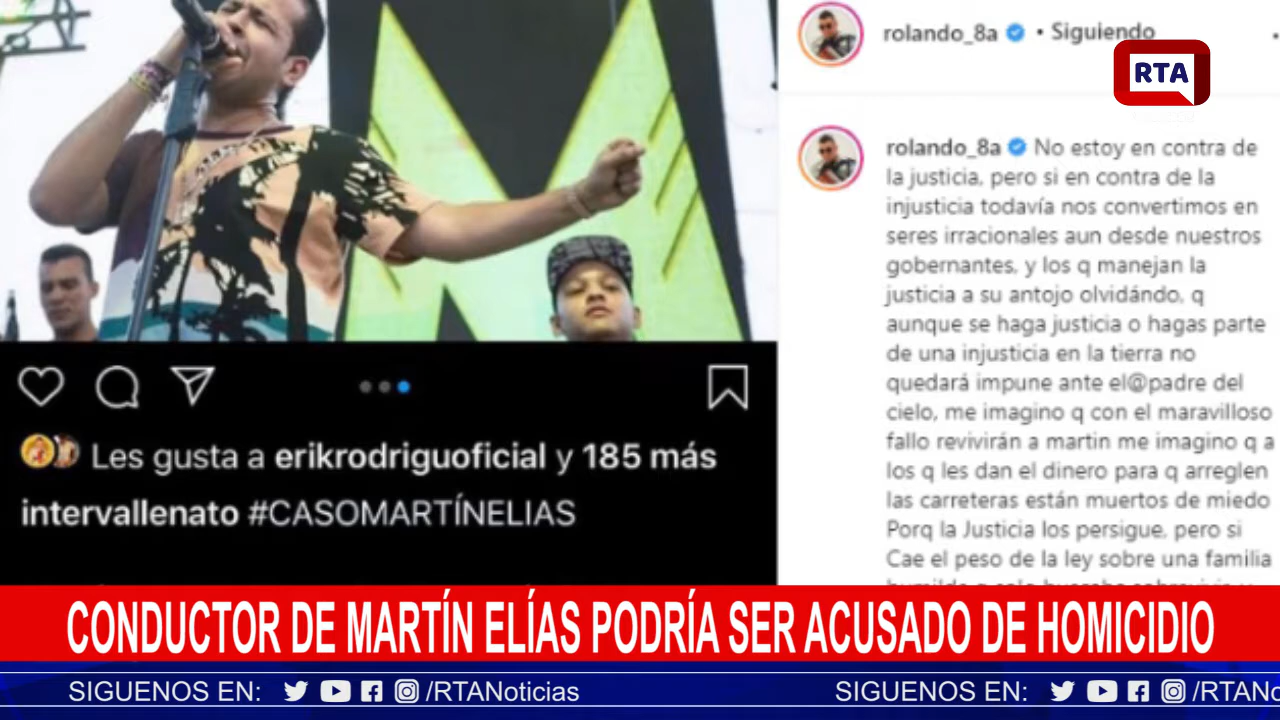 rolando_8a • Siguiendo
RTA
rolando_8a No estoy en contra de
la justicia, pero si en contra de la
injusticia todavía nos convertimos en
seres irracionales aun desde nuestros
gobernantes, y los q manejan la
justicia a su antojo olvidándo, q
aunque se haga justicia o hagas parte
de una injusticia en la tierra no
quedará impune ante el@padre del
cielo, me imagino q con el maravilloso
fallo revivirán a martin me imagino q a
los q les dan el dinero para q arreglen
las carreteras están muertos de miedo
Porq la Justicia los persigue, pero si
Cae el peso de la ley sobre una familia
Les gusta a erikrodriguoficial y 185 más
intervallenato #CASOMARTÍNELIAS
CONDUCTOR DE MARTÍN ELÍAS PODRÍA SER ACUSADO DE HOMICIDIO
SIGUENOS EN: /RTANoticias SIGUENOS EN: /RTANo